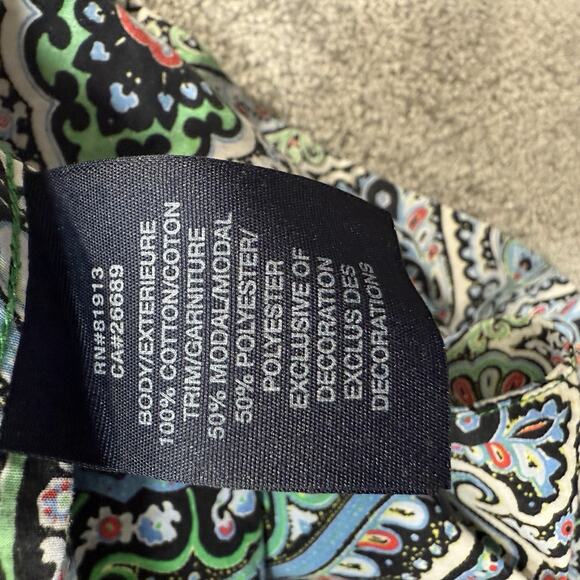 RN#81913
CA#26689
BODY/EXTERIEURE
100% COTTON/COTON
TRIM/GARNITURE
50% MODAL/MODAL
50% POLYESTER/
POLYESTER
EXCLUSIVE OF
DECORATION
EXCLUS DES
DECORATIONS